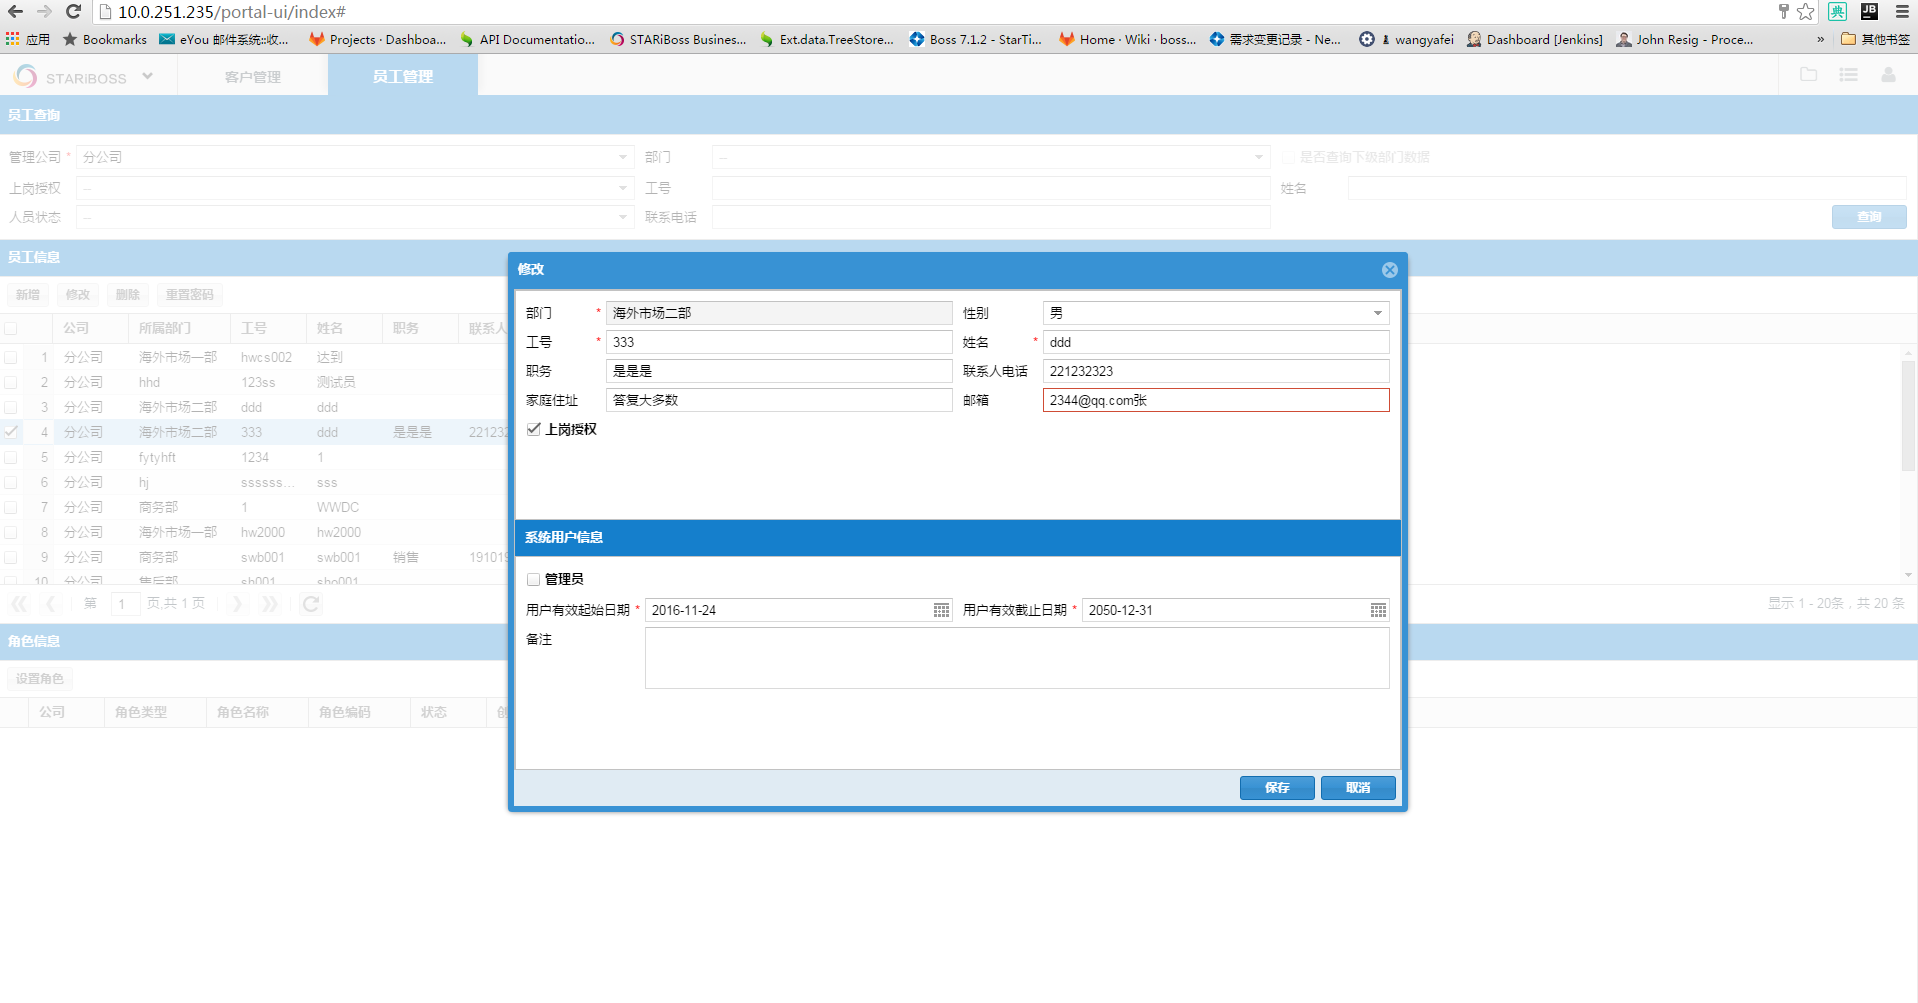 10.0.251.235/portal-ui/index#
应用 Bookmarks eYou 邮件系统::收... Projects · Dashboa... API Documentatio... STARiBoss Busines... Ext.data.TreeStore... Boss 7.1.2 - StarTi... Home · Wiki · boss... 需求变更记录 - Ne... wangyafei Dashboard [Jenkins] John Resig - Proce... » 其他书签
STARIBOSS 客户管理 员工管理
员工查询
管理公司 * 分公司 部门 -- 是否查询下级部门数据
上岗授权 -- 工号 姓名
人员状态 -- 联系电话 查询
员工信息
新增 修改 删除 重置密码
公司 所属部门 工号 姓名 职务 联系人
1 分公司 海外市场一部 hwcs002 达到
2 分公司 hhd 123ss 测试员
3 分公司 海外市场二部 ddd ddd
4 分公司 海外市场二部 333 ddd 是是是 221232
5 分公司 fytyhft 1234 1
6 分公司 hj ssssss... sss
7 分公司 商务部 1 WWDC
8 分公司 海外市场一部 hw2000 hw2000
9 分公司 商务部 swb001 swb001 销售 191019
10 分公司 售后部 sh001 sho001
第 1 页,共 1 页 显示 1 - 20条，共 20 条
角色信息
设置角色
公司 角色类型 角色名称 角色编码 状态 创
修改
部门 * 海外市场二部 性别 男
工号 * 333 姓名 * ddd
职务 是是是 联系人电话 221232323
家庭住址 答复大多数 邮箱 2344@qq.com张
上岗授权
系统用户信息
管理员
用户有效起始日期 * 2016-11-24 用户有效截止日期 * 2050-12-31
备注
保存 取消